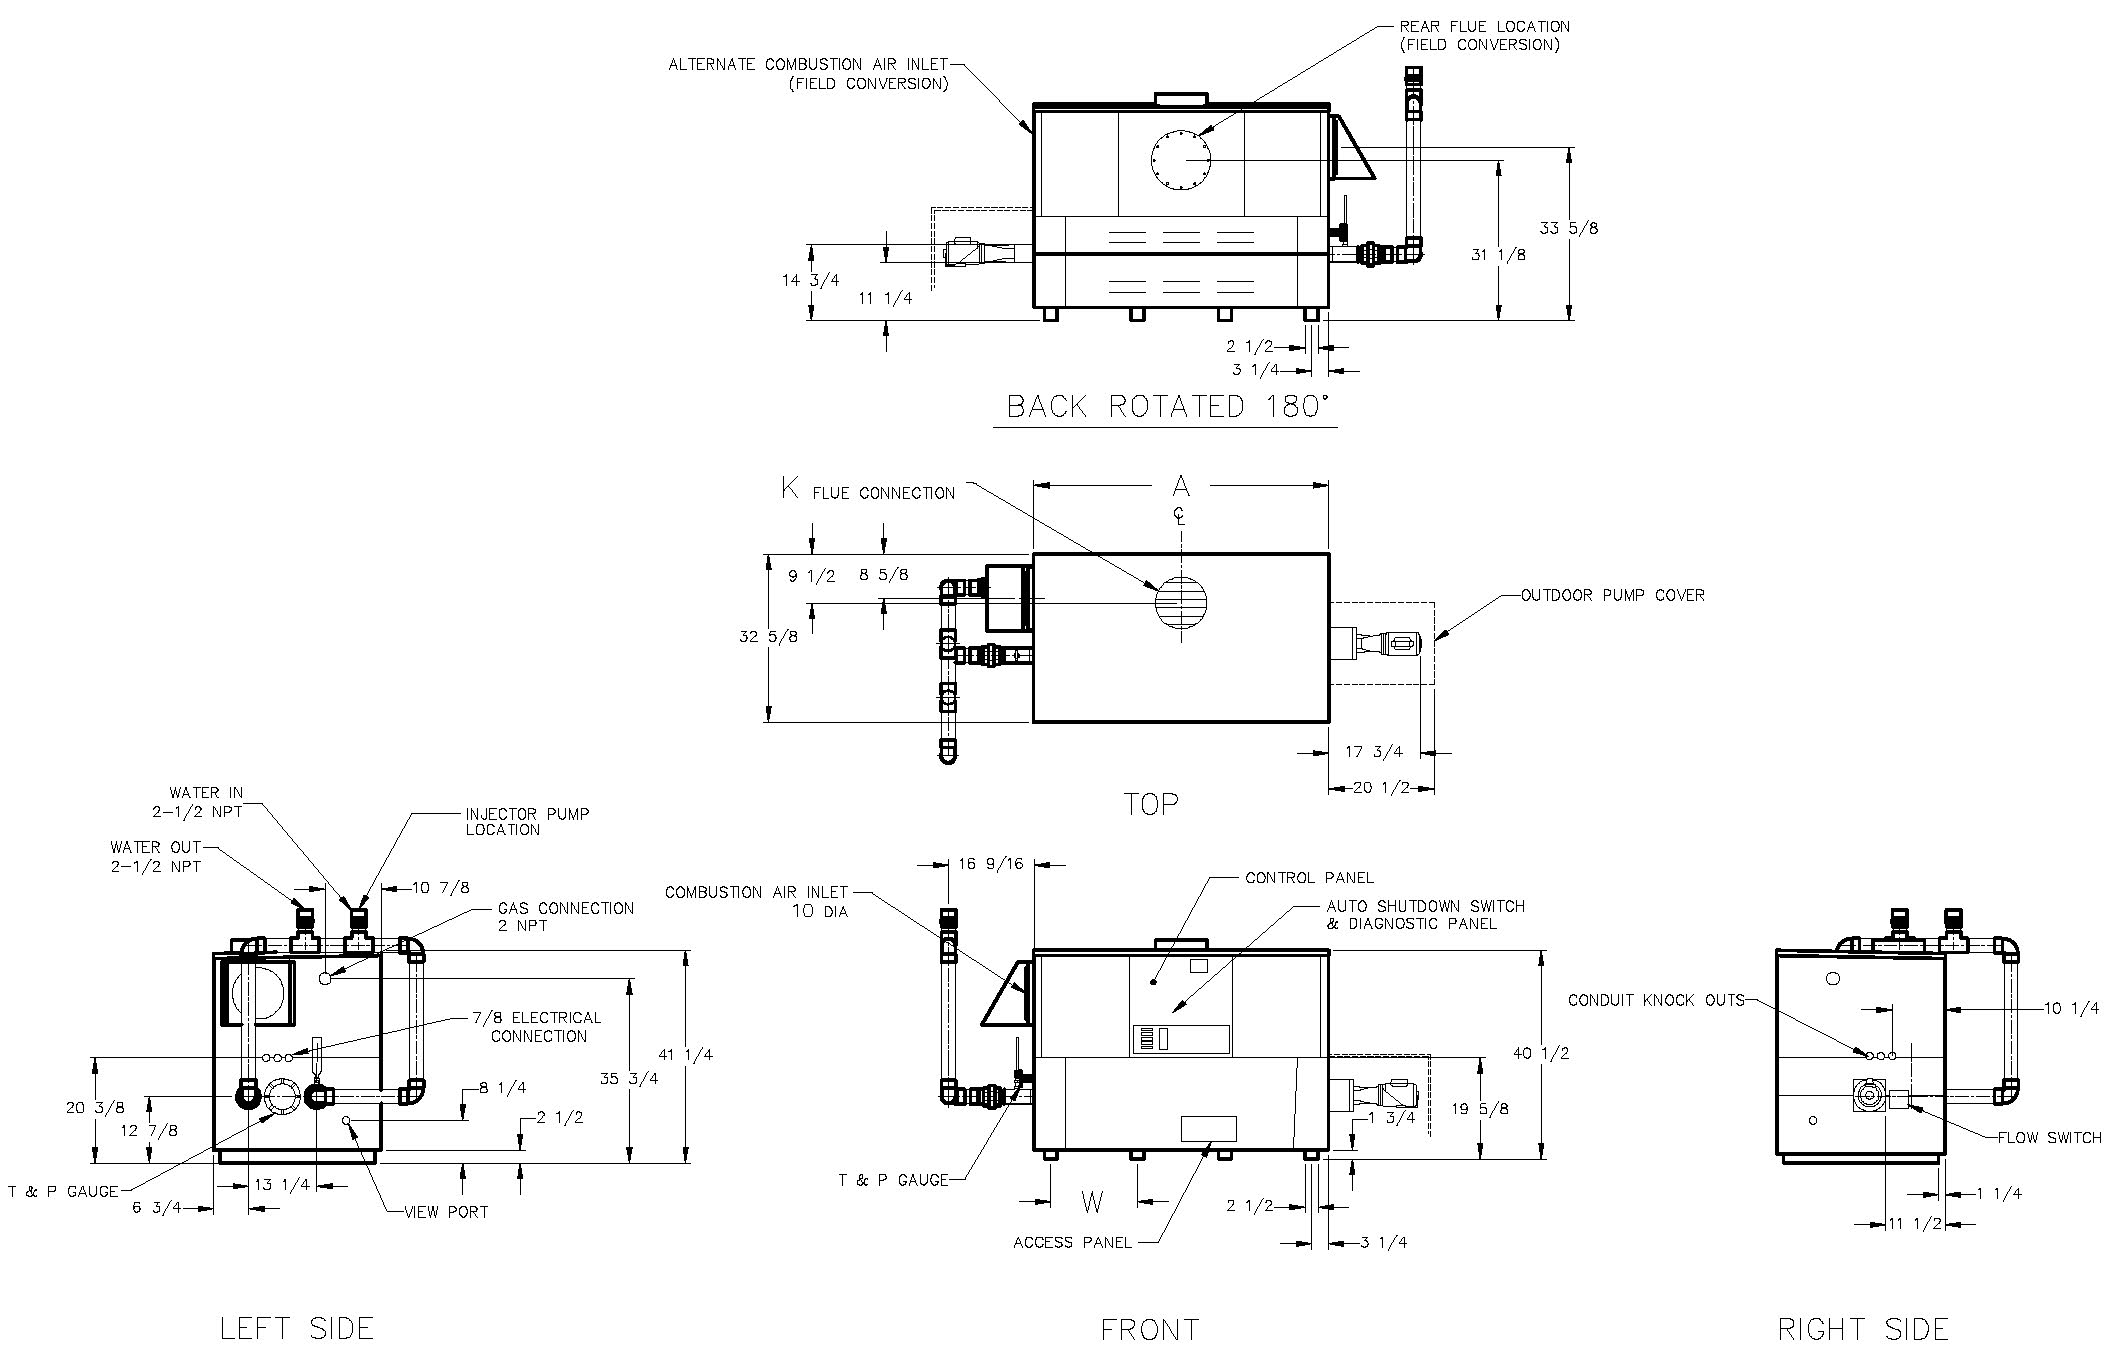 REAR FLUE LOCATION
(FIELD CONVERSION)
ALTERNATE COMBUSTION AIR INLET
(FIELD CONVERSION)
33 5/8
31 1/8
14 3/4
11 1/4
2 1/2
3 1/4
BACK ROTATED 180°
K FLUE CONNECTION
A
℄
9 1/2
8 5/8
32 5/8
OUTDOOR PUMP COVER
17 3/4
20 1/2
TOP
WATER IN
2-1/2 NPT
INJECTOR PUMP
LOCATION
WATER OUT
2-1/2 NPT
10 7/8
GAS CONNECTION
2 NPT
7/8 ELECTRICAL
CONNECTION
41 1/4
35 3/4
8 1/4
2 1/2
20 3/8
12 7/8
T & P GAUGE
13 1/4
6 3/4
VIEW PORT
LEFT SIDE
16 9/16
COMBUSTION AIR INLET
10 DIA
CONTROL PANEL
AUTO SHUTDOWN SWITCH
& DIAGNOSTIC PANEL
40 1/2
19 5/8
1 3/4
T & P GAUGE
W
2 1/2
3 1/4
ACCESS PANEL
FRONT
CONDUIT KNOCK OUTS
10 1/4
FLOW SWITCH
1 1/4
11 1/2
RIGHT SIDE